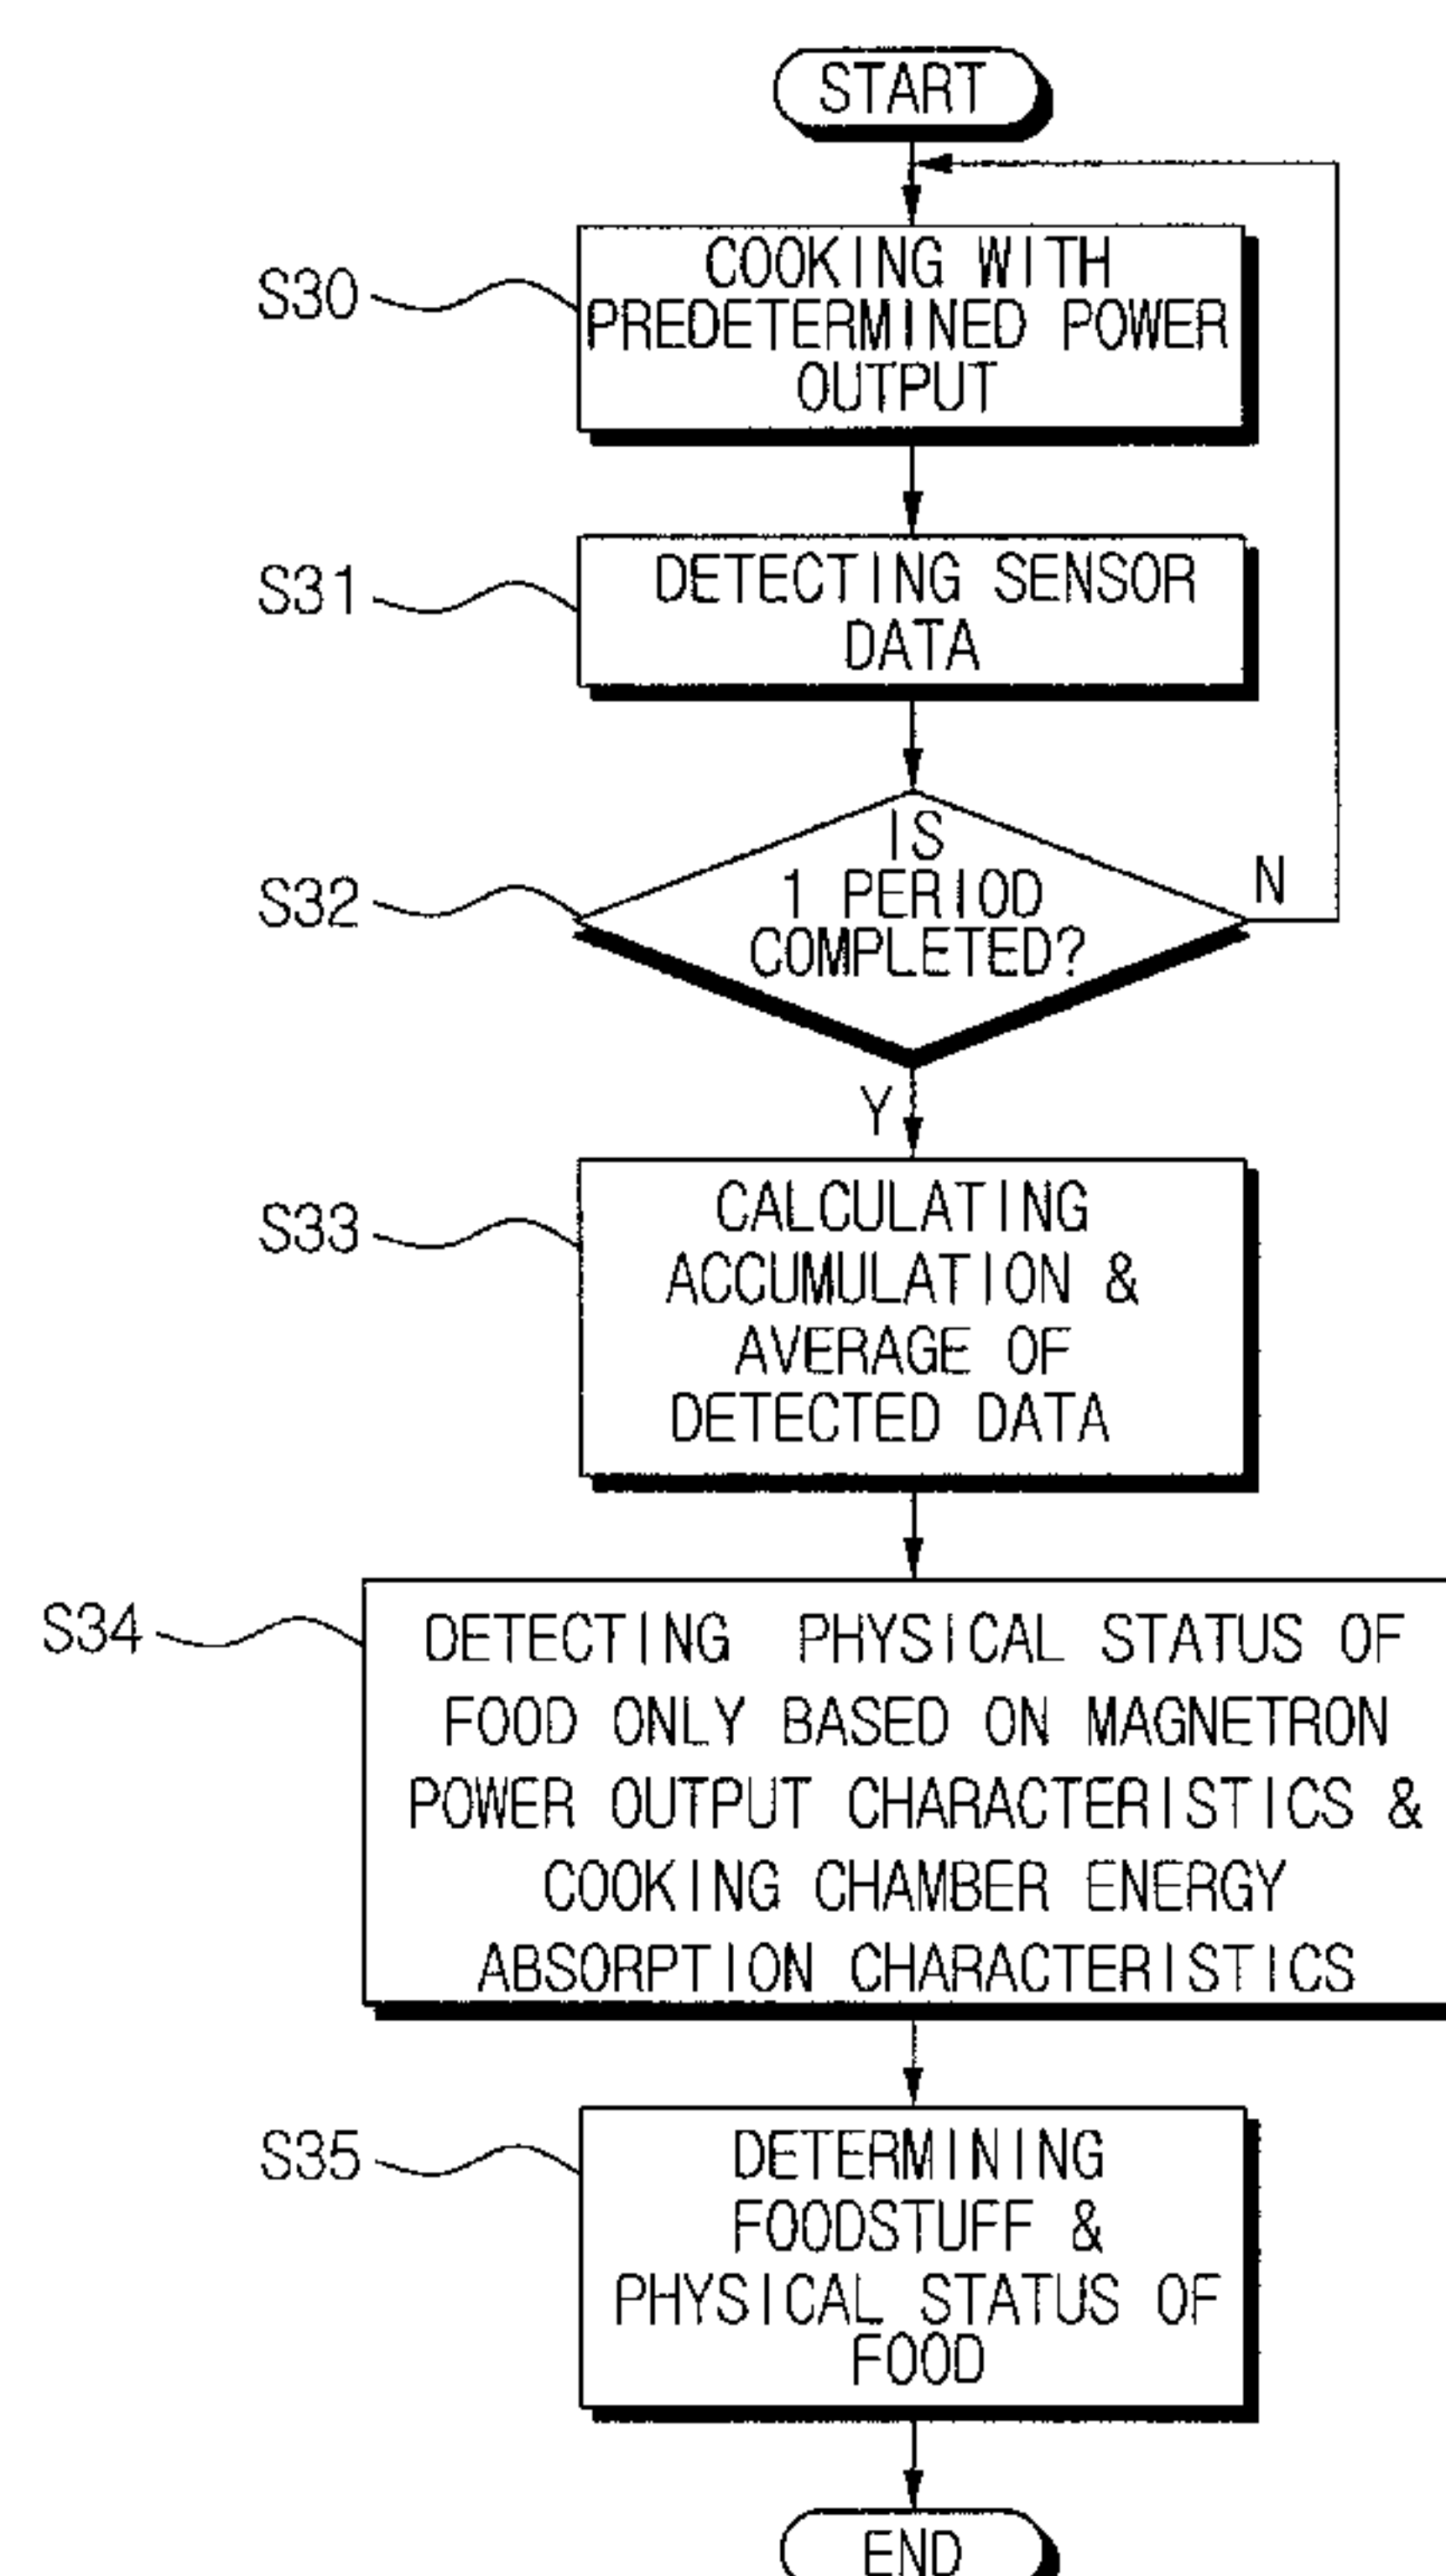 START
S30
COOKING WITH
PREDETERMINED POWER
OUTPUT
S31
DETECTING SENSOR
DATA
S32
IS
1 PERIOD
COMPLETED?
N
Y
S33
CALCULATING
ACCUMULATION &
AVERAGE OF
DETECTED DATA
S34
DETECTING PHYSICAL STATUS OF
FOOD ONLY BASED ON MAGNETRON
POWER OUTPUT CHARACTERISTICS &
COOKING CHAMBER ENERGY
ABSORPTION CHARACTERISTICS
S35
DETERMINING
FOODSTUFF &
PHYSICAL STATUS OF
FOOD
END